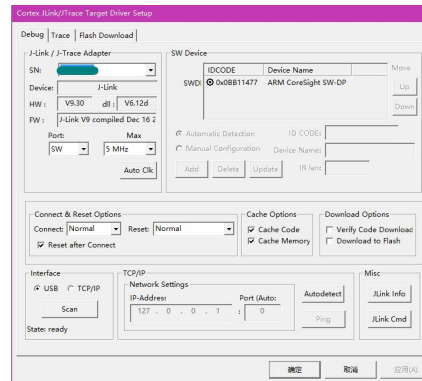 Cortex JLink/JTrace Target Driver Setup
Debug Trace Flash Download
J-Link / J-Trace Adapter
SN:
Device: J-Link
HW : V9.30 dll : V6.12d
FW : J-Link V9 compiled Dec 16 2
Port: Max
SW 5 MHz
Auto Clk
SW Device
IDCODE Device Name Move
SWDI 0x0BB11477 ARM CoreSight SW-DP
Up
Down
Automatic Detection ID CODE:
Manual Configuration Device Name:
Add Delete Update IR len:
Connect & Reset Options
Connect: Normal Reset: Normal
Reset after Connect
Cache Options
Cache Code
Cache Memory
Download Options
Verify Code Download
Download to Flash
Interface
USB TCP/IP
Scan
State: ready
TCP/IP
Network Settings
IP-Address: Port (Auto:
127 . 0 . 0 . 1 : 0
Autodetect
Ping
Misc
JLink Info
JLink Cmd
确定 取消 应用(A)